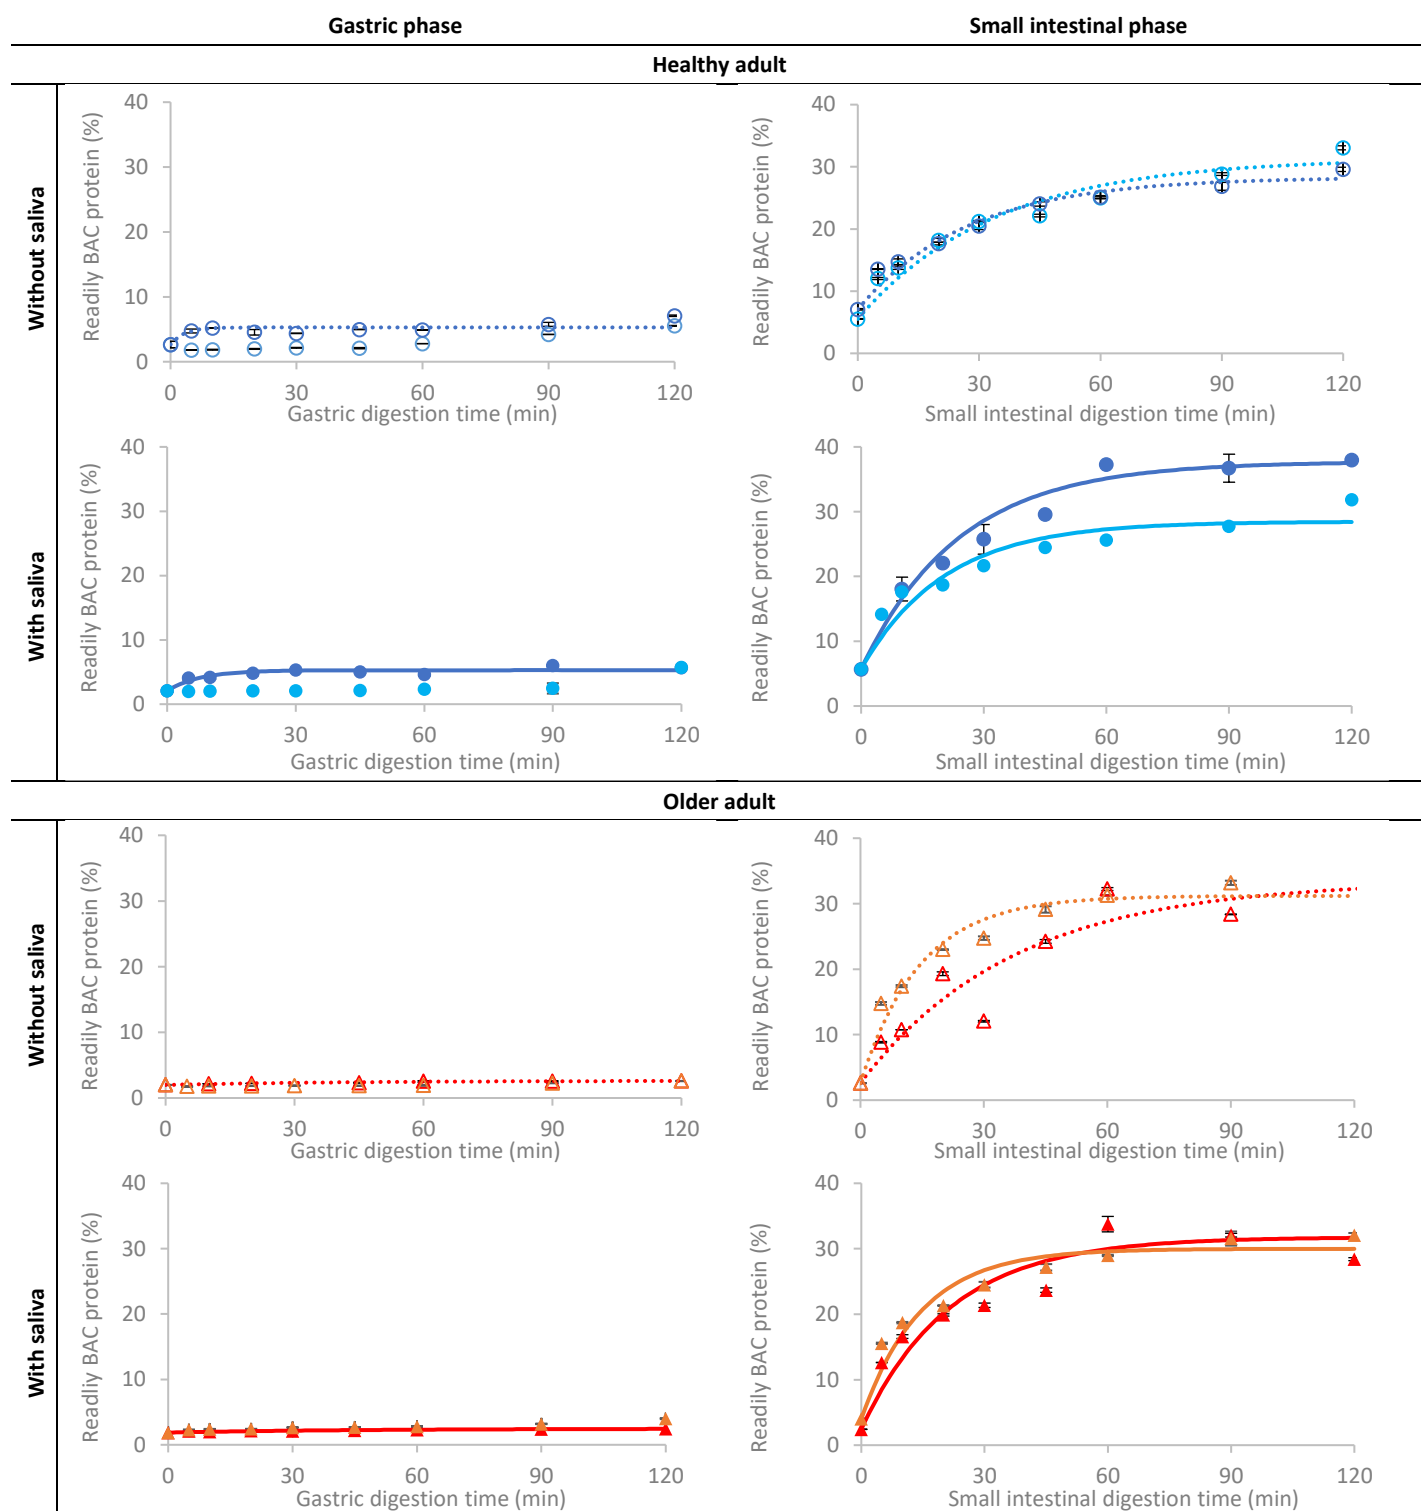 Gastric phase Small intestinal phase
Healthy adult
Without saliva
Readily BAC protein (%)
40
30
20
10
0
0 30 60 90 120
Gastric digestion time (min)
Readily BAC protein (%)
40
30
20
10
0
0 30 60 90 120
Small intestinal digestion time (min)
With saliva
Readily BAC protein (%)
40
30
20
10
0
0 30 60 90 120
Gastric digestion time (min)
Readily BAC protein (%)
40
30
20
10
0
0 30 60 90 120
Small intestinal digestion time (min)
Older adult
Without saliva
Readily BAC protein (%)
40
30
20
10
0
0 30 60 90 120
Gastric digestion time (min)
Readily BAC protein (%)
40
30
20
10
0
0 30 60 90 120
Small intestinal digestion time (min)
With saliva
Readliy BAC protein (%)
40
30
20
10
0
0 30 60 90 120
Gastric digestion time (min)
Readily BAC protein (%)
40
30
20
10
0
0 30 60 90 120
Small intestinal digestion time (min)